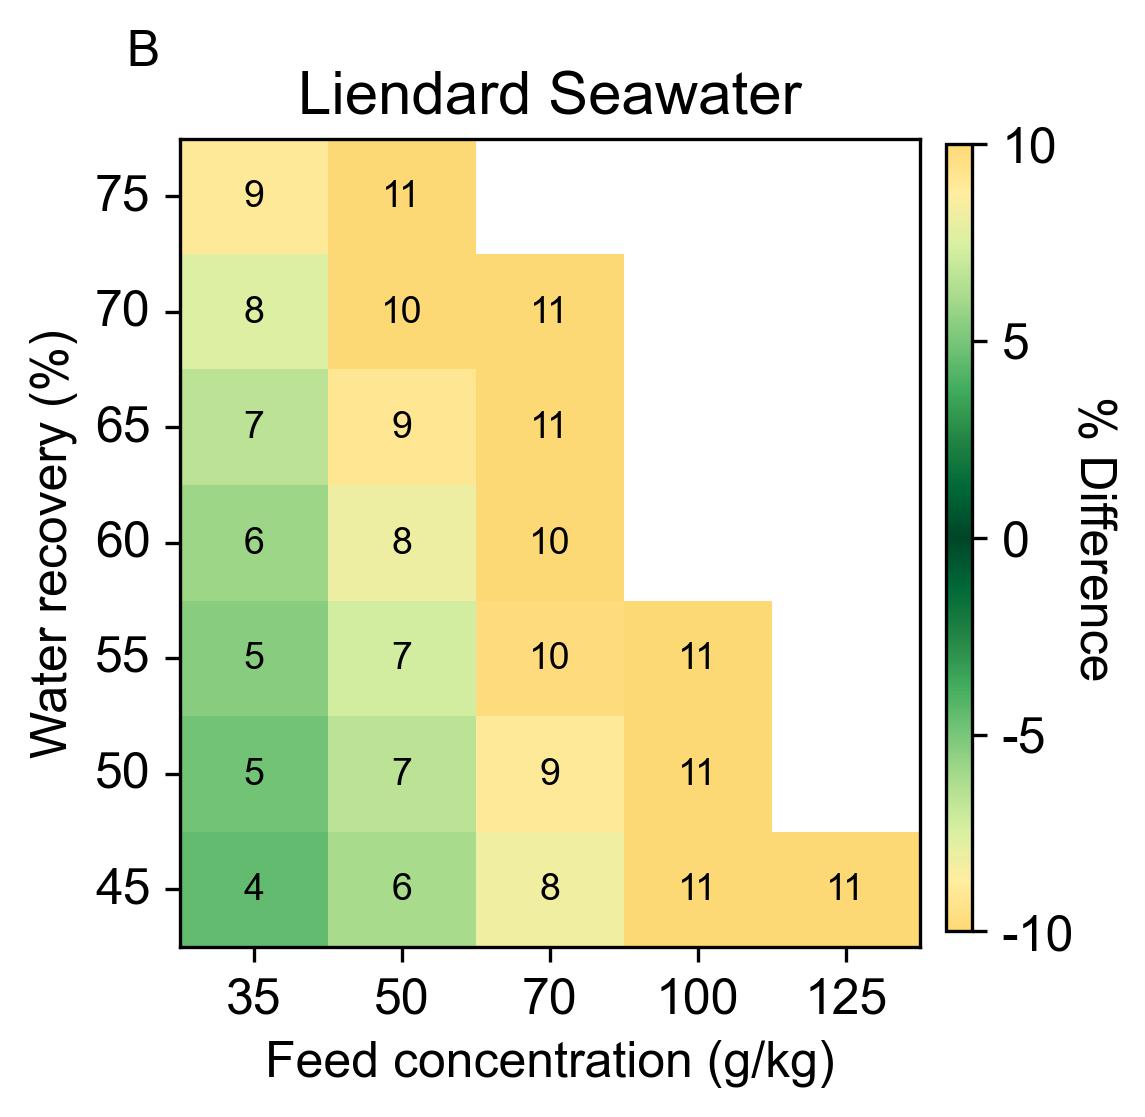 B
Liendard Seawater
75 9 11
70 8 10 11
65 7 9 11
60 6 8 10
55 5 7 10 11
50 5 7 9 11
45 4 6 8 11 11
35 50 70 100 125
Feed concentration (g/kg)
Water recovery (%)
10
5
0
-5
-10
% Difference